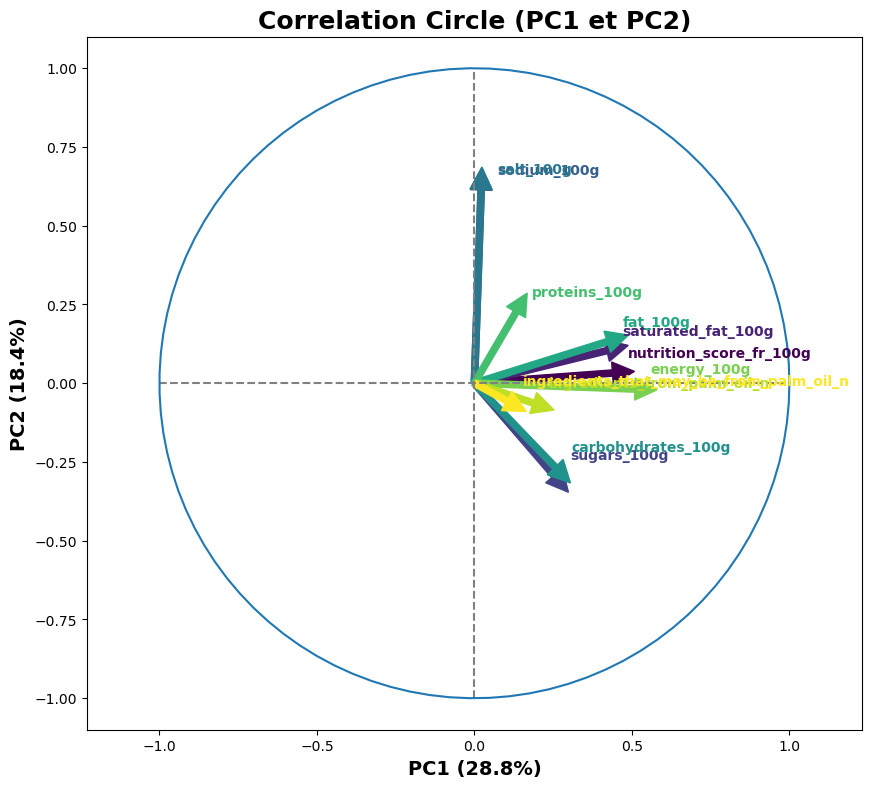 Correlation Circle (PC1 et PC2)
1.00
0.75
0.50
0.25
0.00
−0.25
−0.50
−0.75
−1.00
PC2 (18.4%)
salt_100g
sodium_100g
proteins_100g
fat_100g
saturated_fat_100g
nutrition_score_fr_100g
energy_100g
ingredients_that_may_be_from_palm_oil_n
carbohydrates_100g
sugars_100g
−1.0
−0.5
0.0
0.5
1.0
PC1 (28.8%)